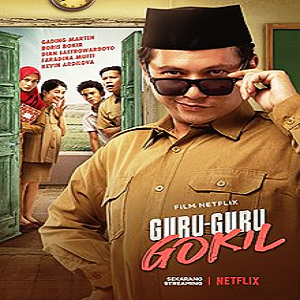 GADING MARTEN
BORIS BOKIR
DIAN SASTROWARDOYO
FARADINA MUFTI
KEVIN ARDILOVA
FILM NETFLIX
GURU-GURU
GOKIL
SEKARANG
STREAMING | NETFLIX